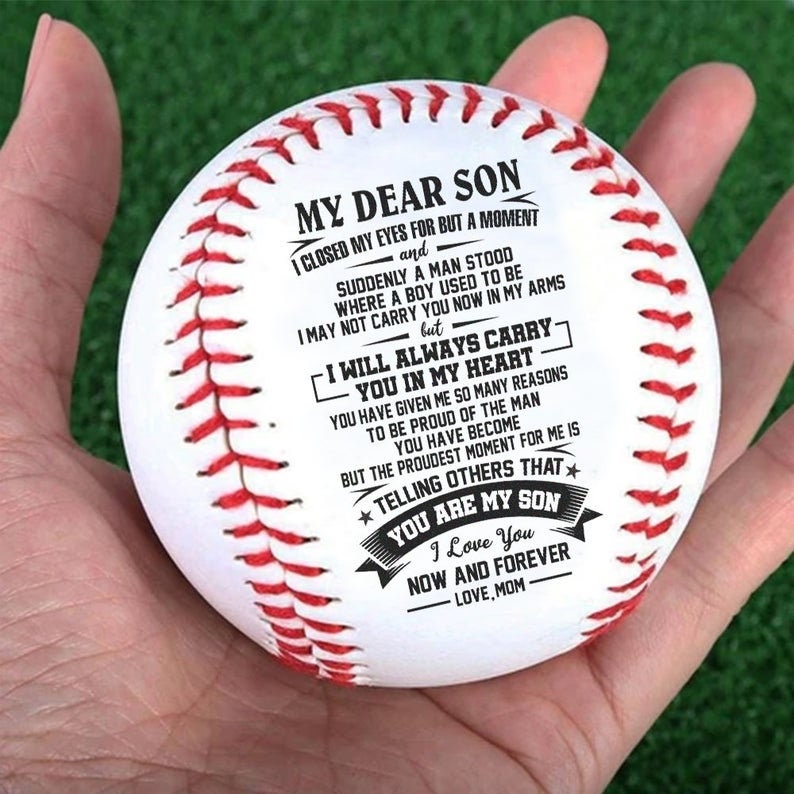 MY DEAR SON
I CLOSED MY EYES FOR BUT A MOMENT
and
SUDDENLY A MAN STOOD
WHERE A BOY USED TO BE
I MAY NOT CARRY YOU NOW IN MY ARMS
but
I WILL ALWAYS CARRY
YOU IN MY HEART
YOU HAVE GIVEN ME SO MANY REASONS
TO BE PROUD OF THE MAN
YOU HAVE BECOME
BUT THE PROUDEST MOMENT FOR ME IS
TELLING OTHERS THAT
YOU ARE MY SON
I Love You
NOW AND FOREVER
LOVE, MOM